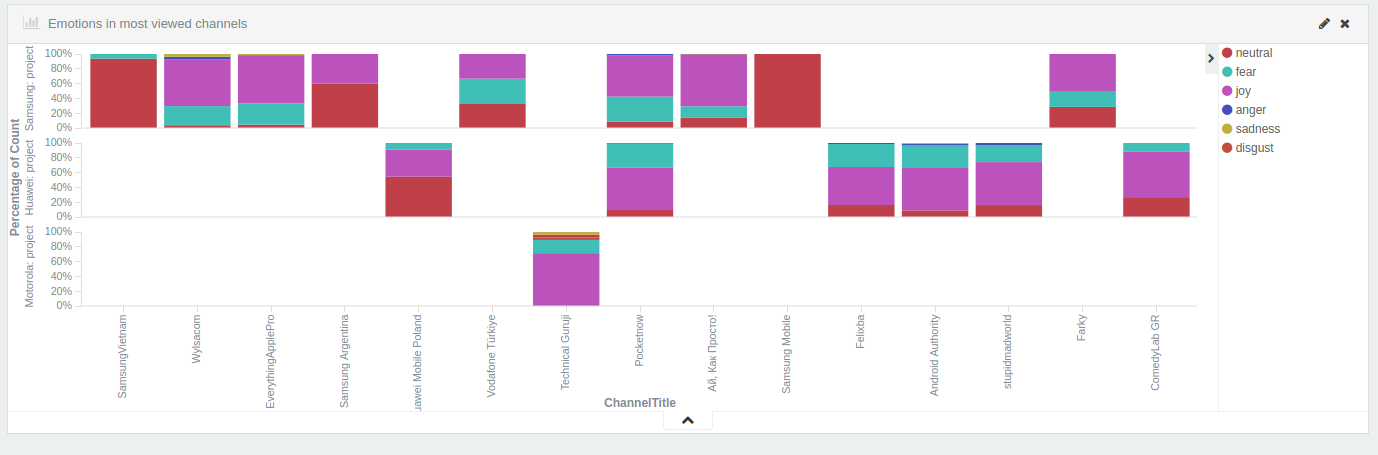 Emotions in most viewed channels
Percentage of Count
Samsung: project
100%
80%
60%
40%
20%
0%
Huawei: project
100%
80%
60%
40%
20%
0%
Motorola: project
100%
80%
60%
40%
20%
0%
SamsungVietnam
Wylsacom
EverythingApplePro
Samsung Argentina
uawei Mobile Poland
Vodafone Türkiye
Technical Guruji
Pocketnow
Ай, Как Просто!
Samsung Mobile
Felixba
Android Authority
stupidmadworld
Farky
ComedyLab GR
ChannelTitle
neutral
fear
joy
anger
sadness
disgust